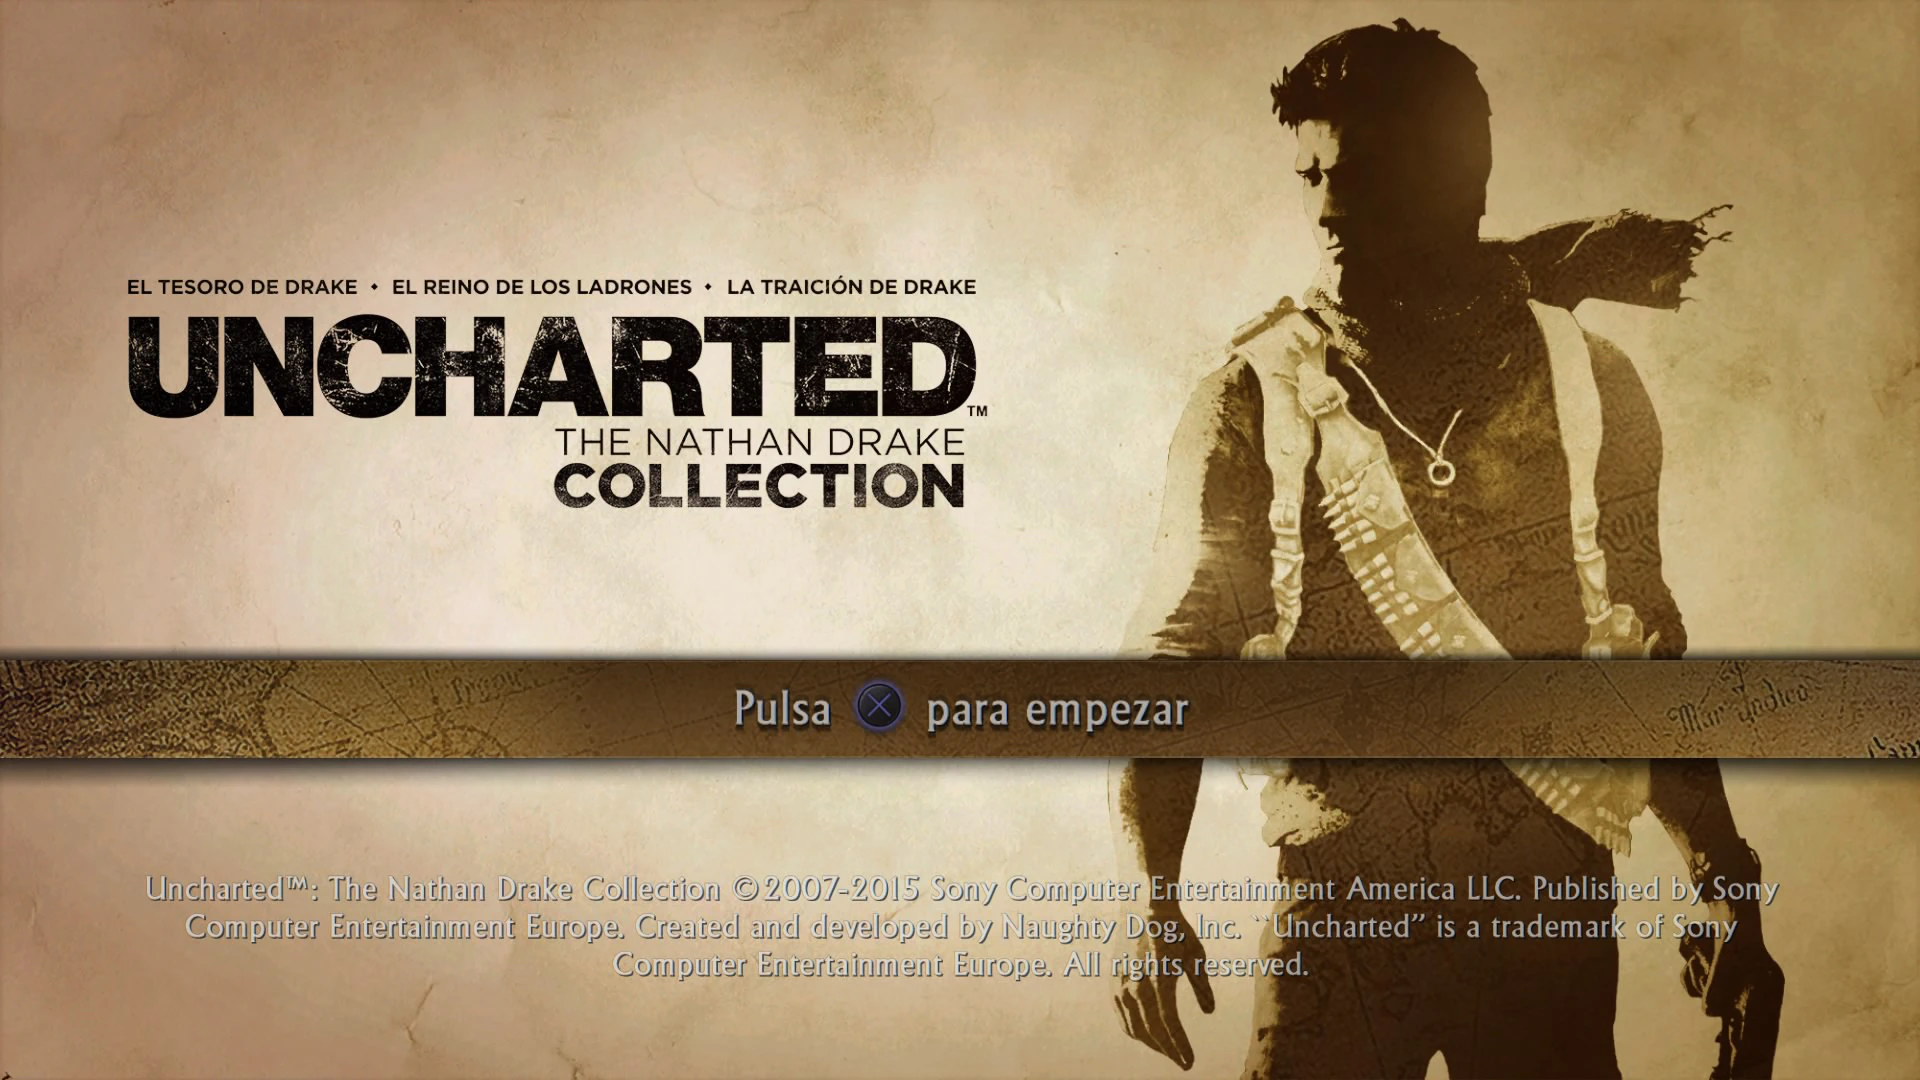 EL TESORO DE DRAKE • EL REINO DE LOS LADRONES • LA TRAICIÓN DE DRAKE
UNCHARTED™
THE NATHAN DRAKE
COLLECTION
Pulsa ⓧ para empezar
Mar Indico
Uncharted™: The Nathan Drake Collection ©2007-2015 Sony Computer Entertainment America LLC. Published by Sony
Computer Entertainment Europe. Created and developed by Naughty Dog, Inc. ``Uncharted” is a trademark of Sony
Computer Entertainment Europe. All rights reserved.